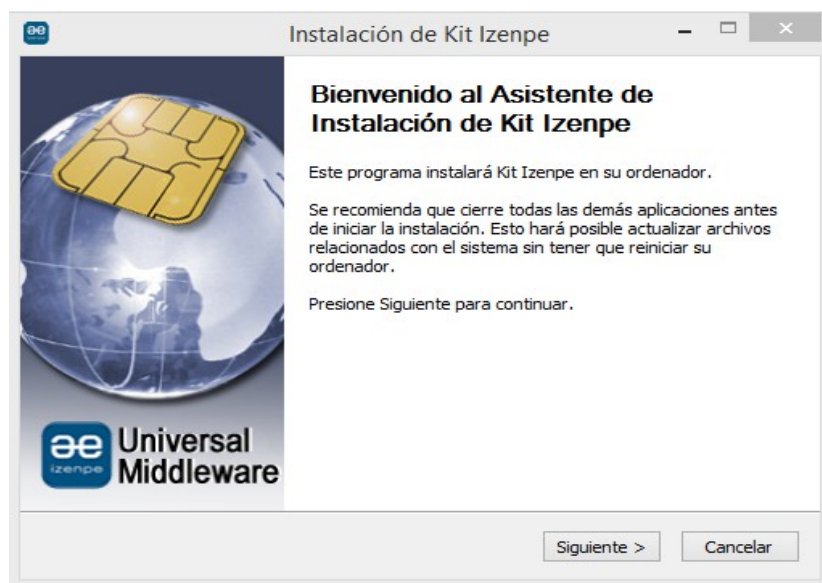 Instalación de Kit Izenpe
Bienvenido al Asistente de
Instalación de Kit Izenpe
Este programa instalará Kit Izenpe en su ordenador.
Se recomienda que cierre todas las demás aplicaciones antes
de iniciar la instalación. Esto hará posible actualizar archivos
relacionados con el sistema sin tener que reiniciar su
ordenador.
Presione Siguiente para continuar.
ae
izenpe
Universal
Middleware
Siguiente >
Cancelar